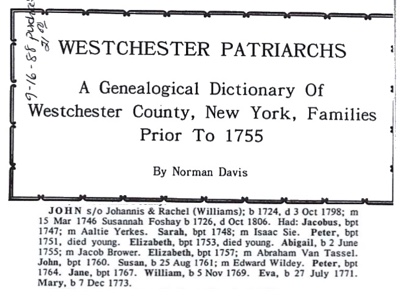 9-16-88 purchase
WESTCHESTER PATRIARCHS
A Genealogical Dictionary Of
Westchester County, New York, Families
Prior To 1755
By Norman Davis
JOHN s/o Johannis & Rachel (Williams); b 1724, d 3 Oct 1798; m
15 Mar 1746 Susannah Foshay b 1726, d Oct 1806. Had: Jacobus, bpt
1747; m Aaltie Yerkes. Sarah, bpt 1748; m Isaac Sie. Peter, bpt
1751, died young. Elizabeth, bpt 1753, died young. Abigail, b 2 June
1755; m Jacob Brower. Elizabeth, bpt 1757; m Abraham Van Tassel.
John, bpt 1760. Susan, b 25 Aug 1761; m Edward Wildey. Peter, bpt
1764. Jane, bpt 1767. William, b 5 Nov 1769. Eva, b 27 July 1771.
Mary, b 7 Dec 1773.